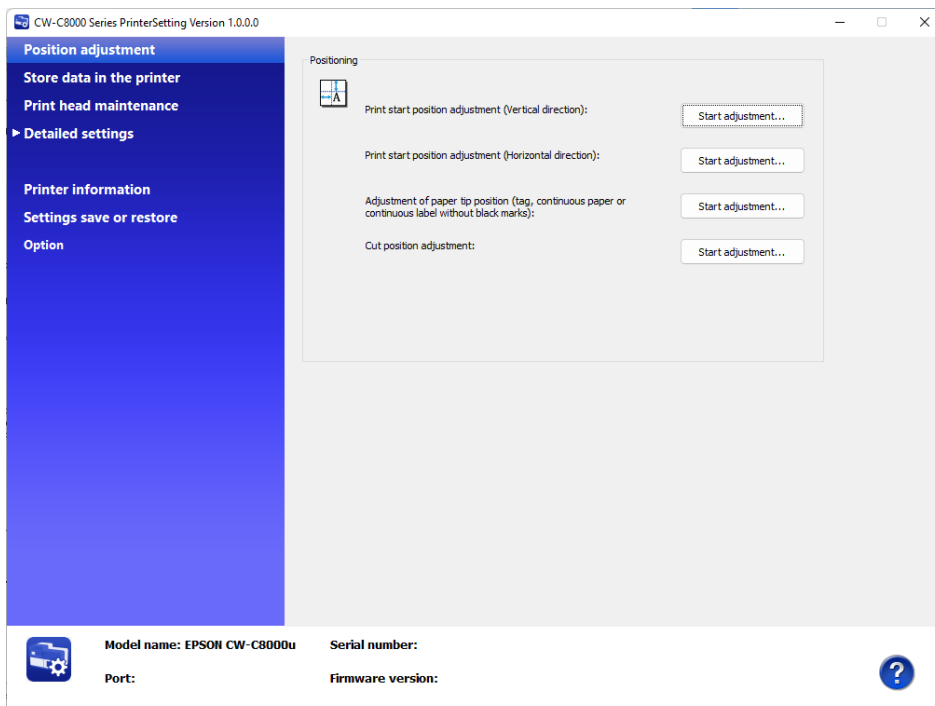 CW-C8000 Series PrinterSetting Version 1.0.0.0
Position adjustment
Store data in the printer
Print head maintenance
Detailed settings
Printer information
Settings save or restore
Option
Positioning
A
Print start position adjustment (Vertical direction):
Start adjustment...
Print start position adjustment (Horizontal direction):
Start adjustment...
Adjustment of paper tip position (tag, continuous paper or
continuous label without black marks):
Start adjustment...
Cut position adjustment:
Start adjustment...
Model name: EPSON CW-C8000u
Serial number:
Port:
Firmware version:
?